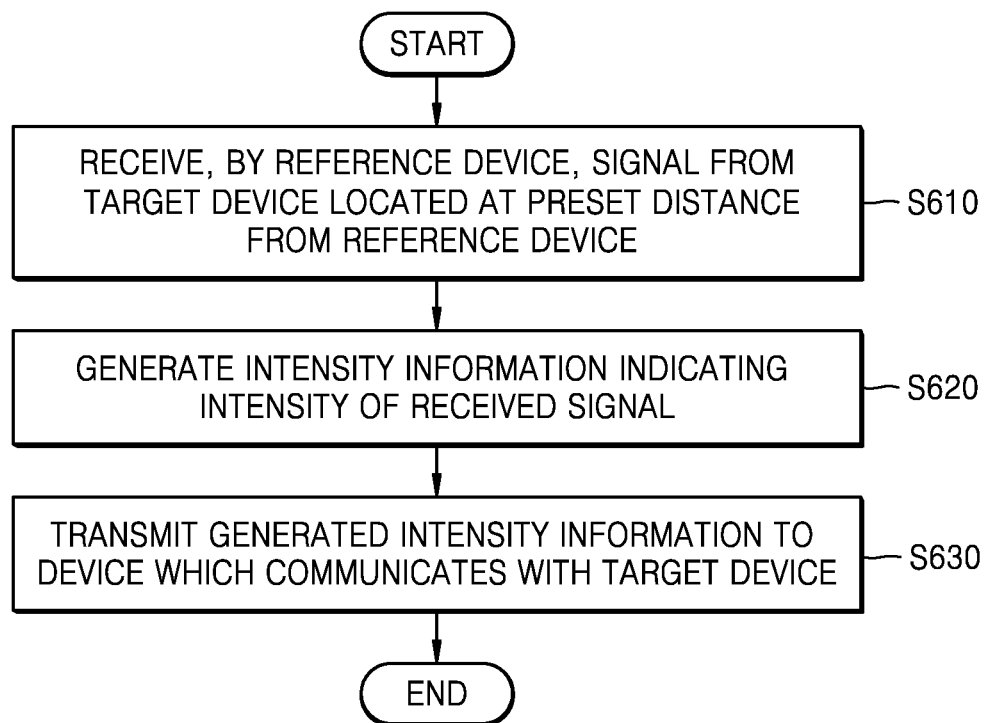 START
RECEIVE, BY REFERENCE DEVICE, SIGNAL FROM
TARGET DEVICE LOCATED AT PRESET DISTANCE
FROM REFERENCE DEVICE
S610
GENERATE INTENSITY INFORMATION INDICATING
INTENSITY OF RECEIVED SIGNAL
S620
TRANSMIT GENERATED INTENSITY INFORMATION TO
DEVICE WHICH COMMUNICATES WITH TARGET DEVICE
S630
END